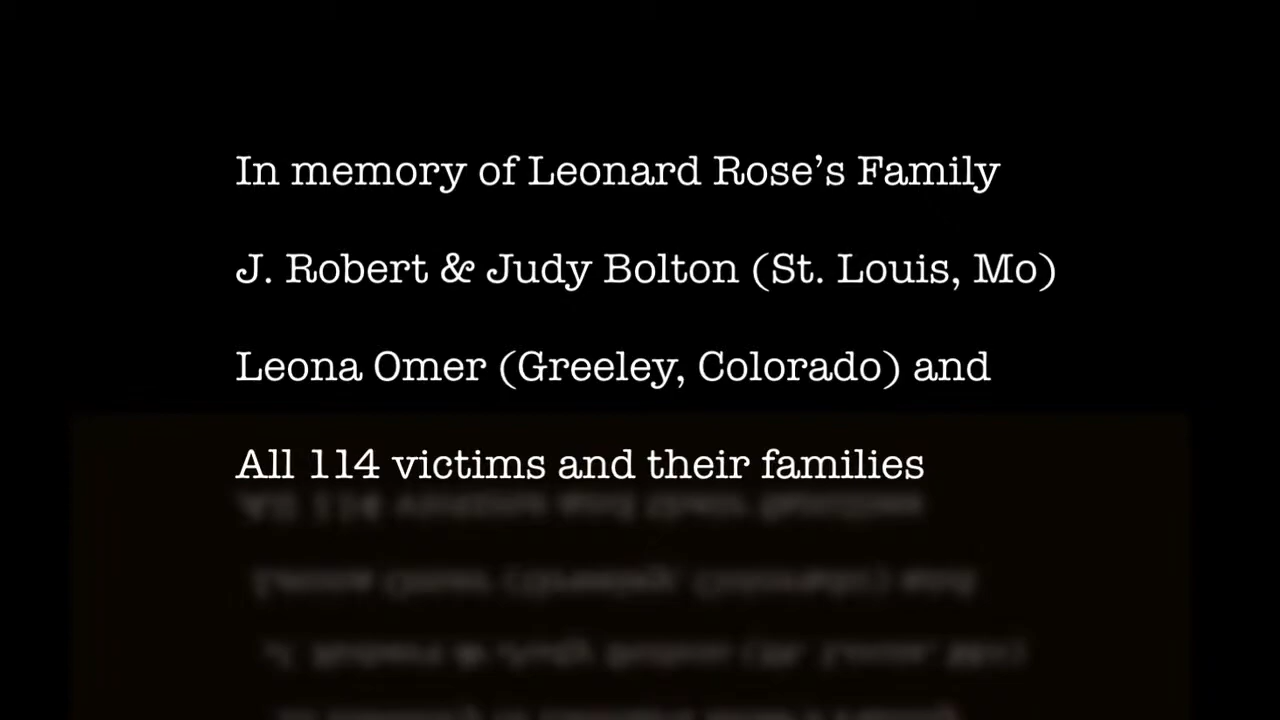 In memory of Leonard Rose’s Family
J. Robert & Judy Bolton (St. Louis, Mo)
Leona Omer (Greeley, Colorado) and
All 114 victims and their families